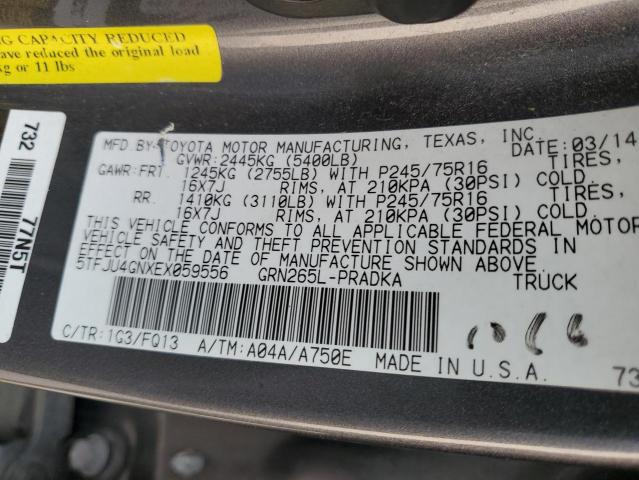 NG CAPACITY REDUCED
ave reduced the original load
kg or 11 lbs
732
77N5T
MFD BY TOYOTA MOTOR MANUFACTURING, TEXAS, INC. DATE: 03/14
GVWR: 2445KG (5400LB)
GAWR: FRT. 1245KG (2755LB) WITH P245/75R16 TIRES,
16X7J RIMS, AT 210KPA (30PSI) COLD
RR. 1410KG (3110LB) WITH P245/75R16 TIRES,
16X7J RIMS, AT 210KPA (30PSI) COLD
THIS VEHICLE CONFORMS TO ALL APPLICABLE FEDERAL MOTOR
VEHICLE SAFETY AND THEFT PREVENTION STANDARDS IN
EFFECT ON THE DATE OF MANUFACTURE SHOWN ABOVE.
5TFJU4GNXEX059556 GRN265L-PRADKA TRUCK
C/TR:1G3/FQ13 A/TM:A04A/A750E MADE IN U.S.A.
73